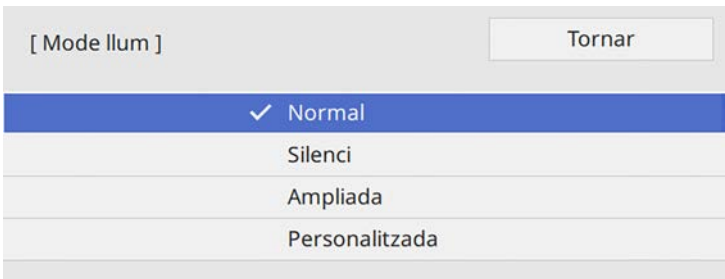 [ Mode llum ]
Tornar
Normal
Silenci
Ampliada
Personalitzada